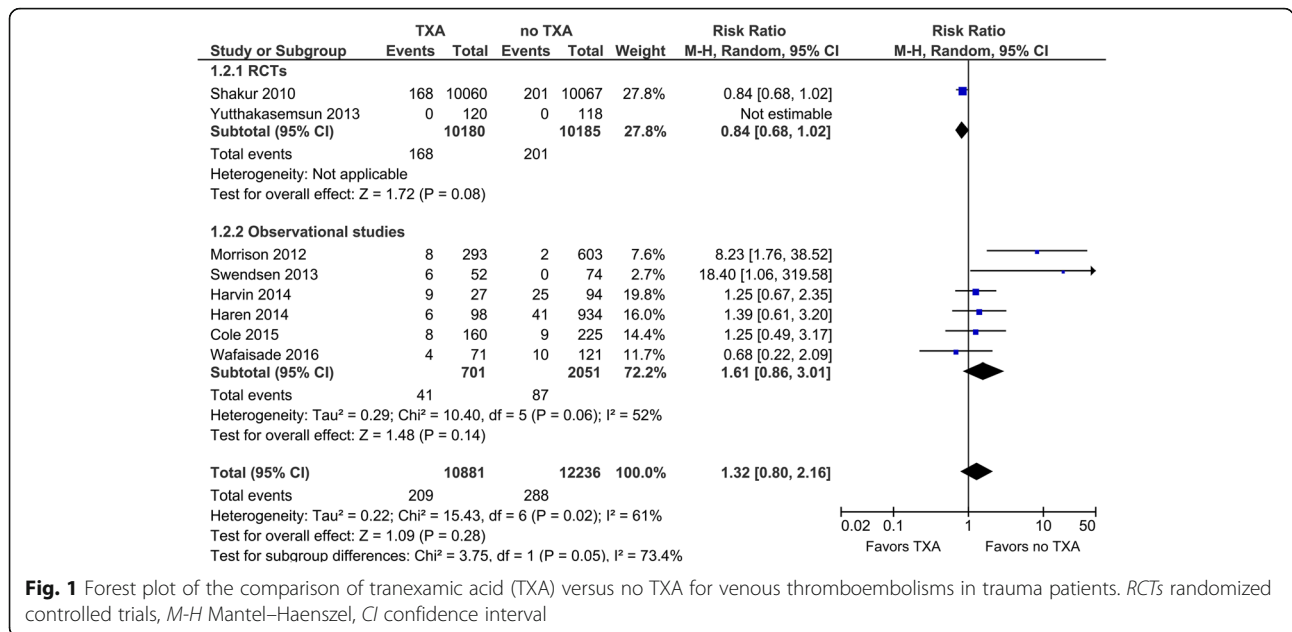 TXA no TXA Risk Ratio Risk Ratio
Study or Subgroup Events Total Events Total Weight M-H, Random, 95% CI M-H, Random, 95% CI
1.2.1 RCTs
Shakur 2010 168 10060 201 10067 27.8% 0.84 [0.68, 1.02]
Yutthakasemsun 2013 0 120 0 118 Not estimable
Subtotal (95% CI) 10180 10185 27.8% 0.84 [0.68, 1.02]
Total events 168 201
Heterogeneity: Not applicable
Test for overall effect: Z = 1.72 (P = 0.08)
1.2.2 Observational studies
Morrison 2012 8 293 2 603 7.6% 8.23 [1.76, 38.52]
Swendsen 2013 6 52 0 74 2.7% 18.40 [1.06, 319.58]
Harvin 2014 9 27 25 94 19.8% 1.25 [0.67, 2.35]
Haren 2014 6 98 41 934 16.0% 1.39 [0.61, 3.20]
Cole 2015 8 160 9 225 14.4% 1.25 [0.49, 3.17]
Wafaisade 2016 4 71 10 121 11.7% 0.68 [0.22, 2.09]
Subtotal (95% CI) 701 2051 72.2% 1.61 [0.86, 3.01]
Total events 41 87
Heterogeneity: Tau² = 0.29; Chi² = 10.40, df = 5 (P = 0.06); I² = 52%
Test for overall effect: Z = 1.48 (P = 0.14)
Total (95% CI) 10881 12236 100.0% 1.32 [0.80, 2.16]
Total events 209 288
Heterogeneity: Tau² = 0.22; Chi² = 15.43, df = 6 (P = 0.02); I² = 61%
Test for overall effect: Z = 1.09 (P = 0.28)
Test for subgroup differences: Chi² = 3.75, df = 1 (P = 0.05), I² = 73.4%
0.02 0.1 1 10 50
Favors TXA Favors no TXA
Fig. 1 Forest plot of the comparison of tranexamic acid (TXA) versus no TXA for venous thromboembolisms in trauma patients. RCTs randomized
controlled trials, M-H Mantel–Haenszel, CI confidence interval